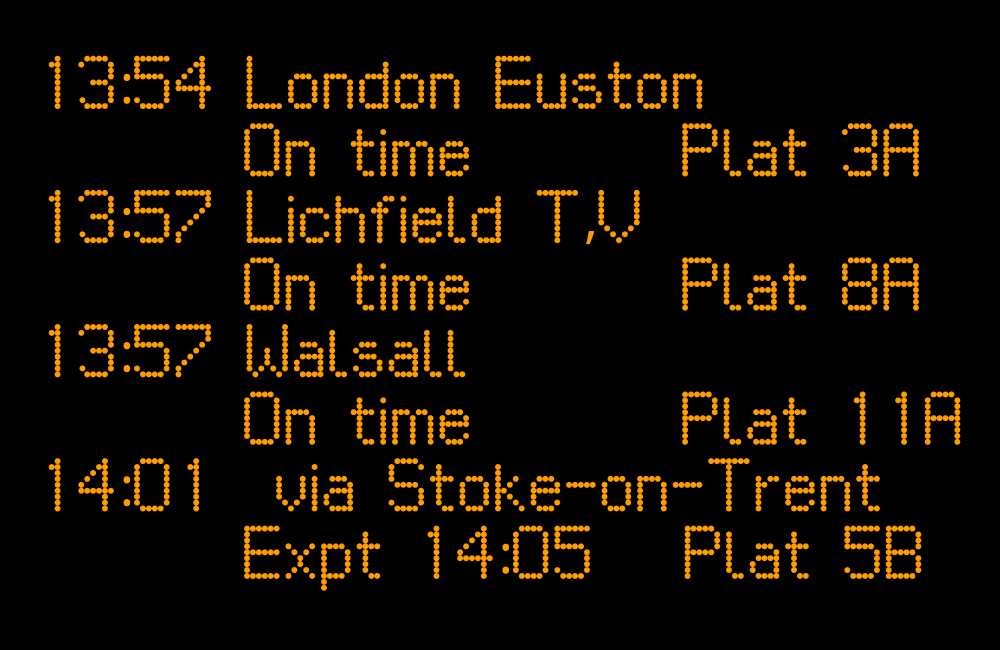 13:54 London Euston
On time Plat 3A
13:57 Lichfield T,V
On time Plat 8A
13:57 Walsall
On time Plat 11A
14:01 via Stoke-on-Trent
Expt 14:05 Plat 5B